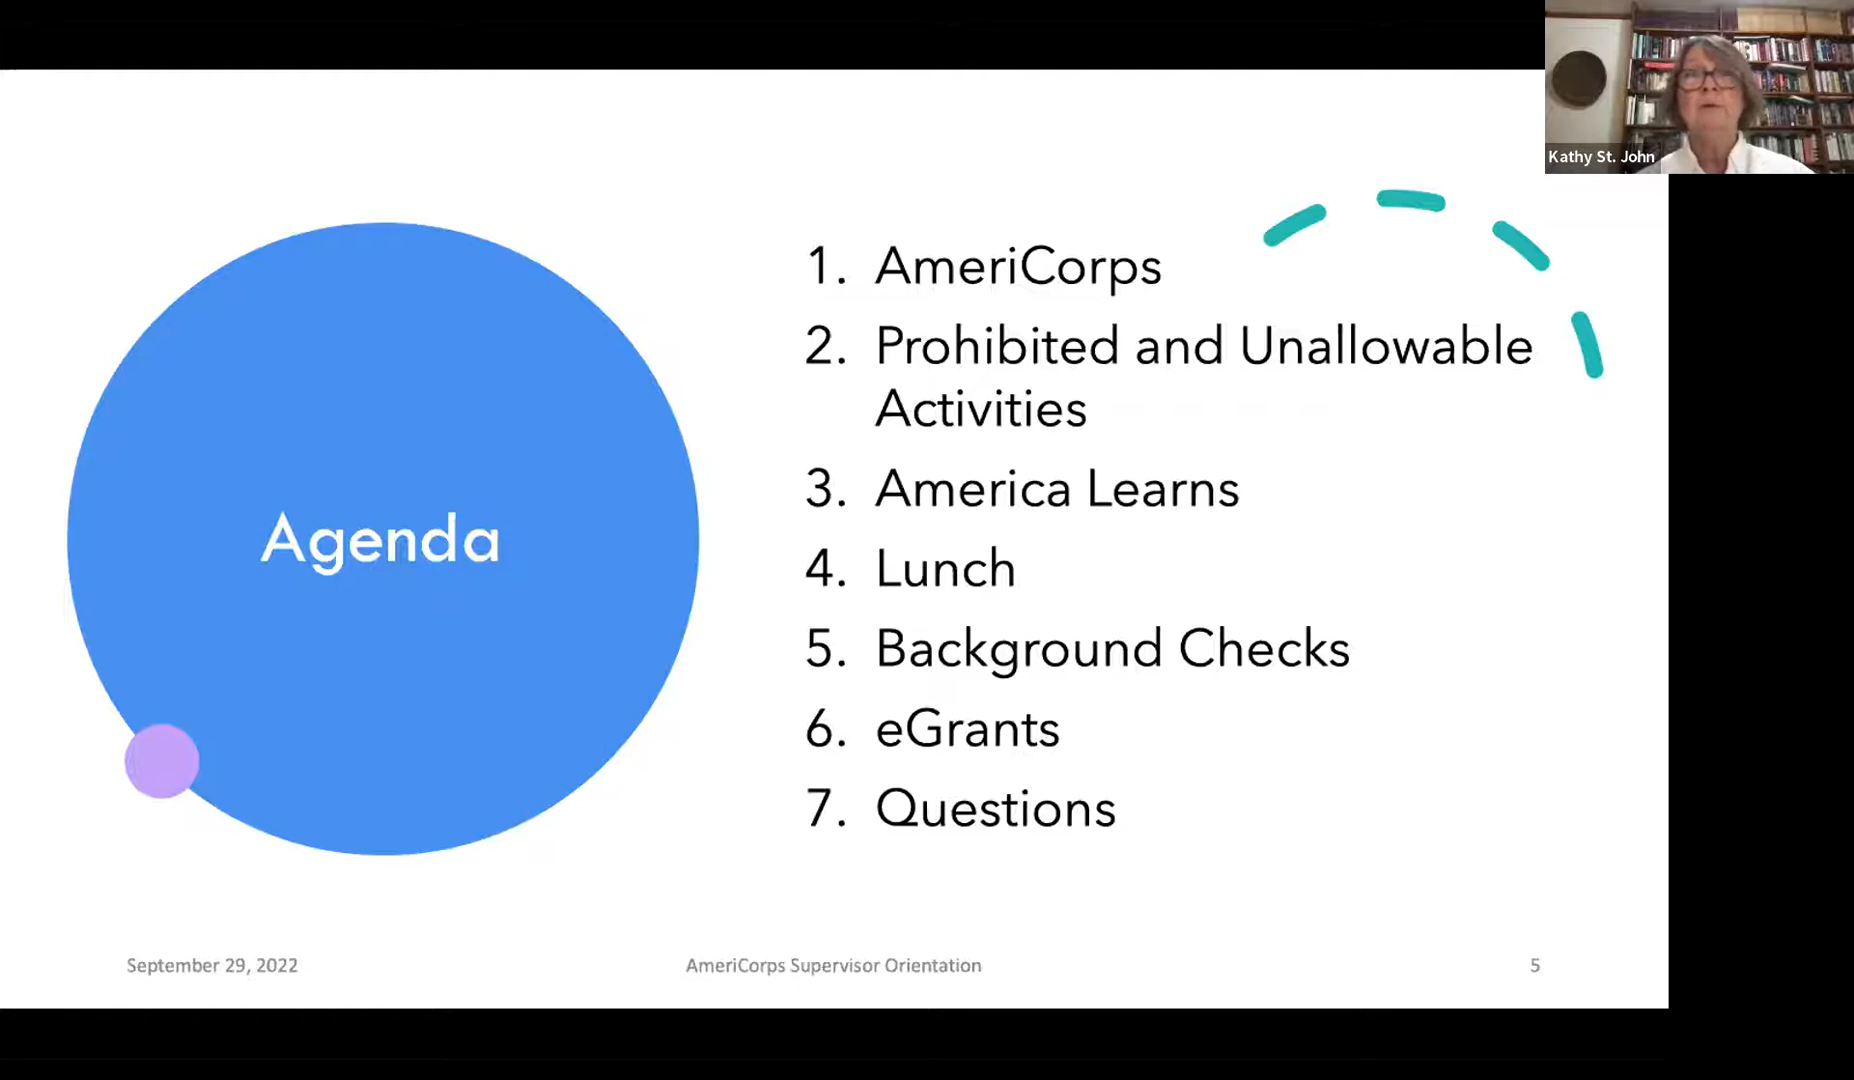 Kathy St. John
Agenda
1. AmeriCorps
2. Prohibited and Unallowable
Activities
3. America Learns
4. Lunch
5. Background Checks
6. eGrants
7. Questions
September 29, 2022
AmeriCorps Supervisor Orientation
5